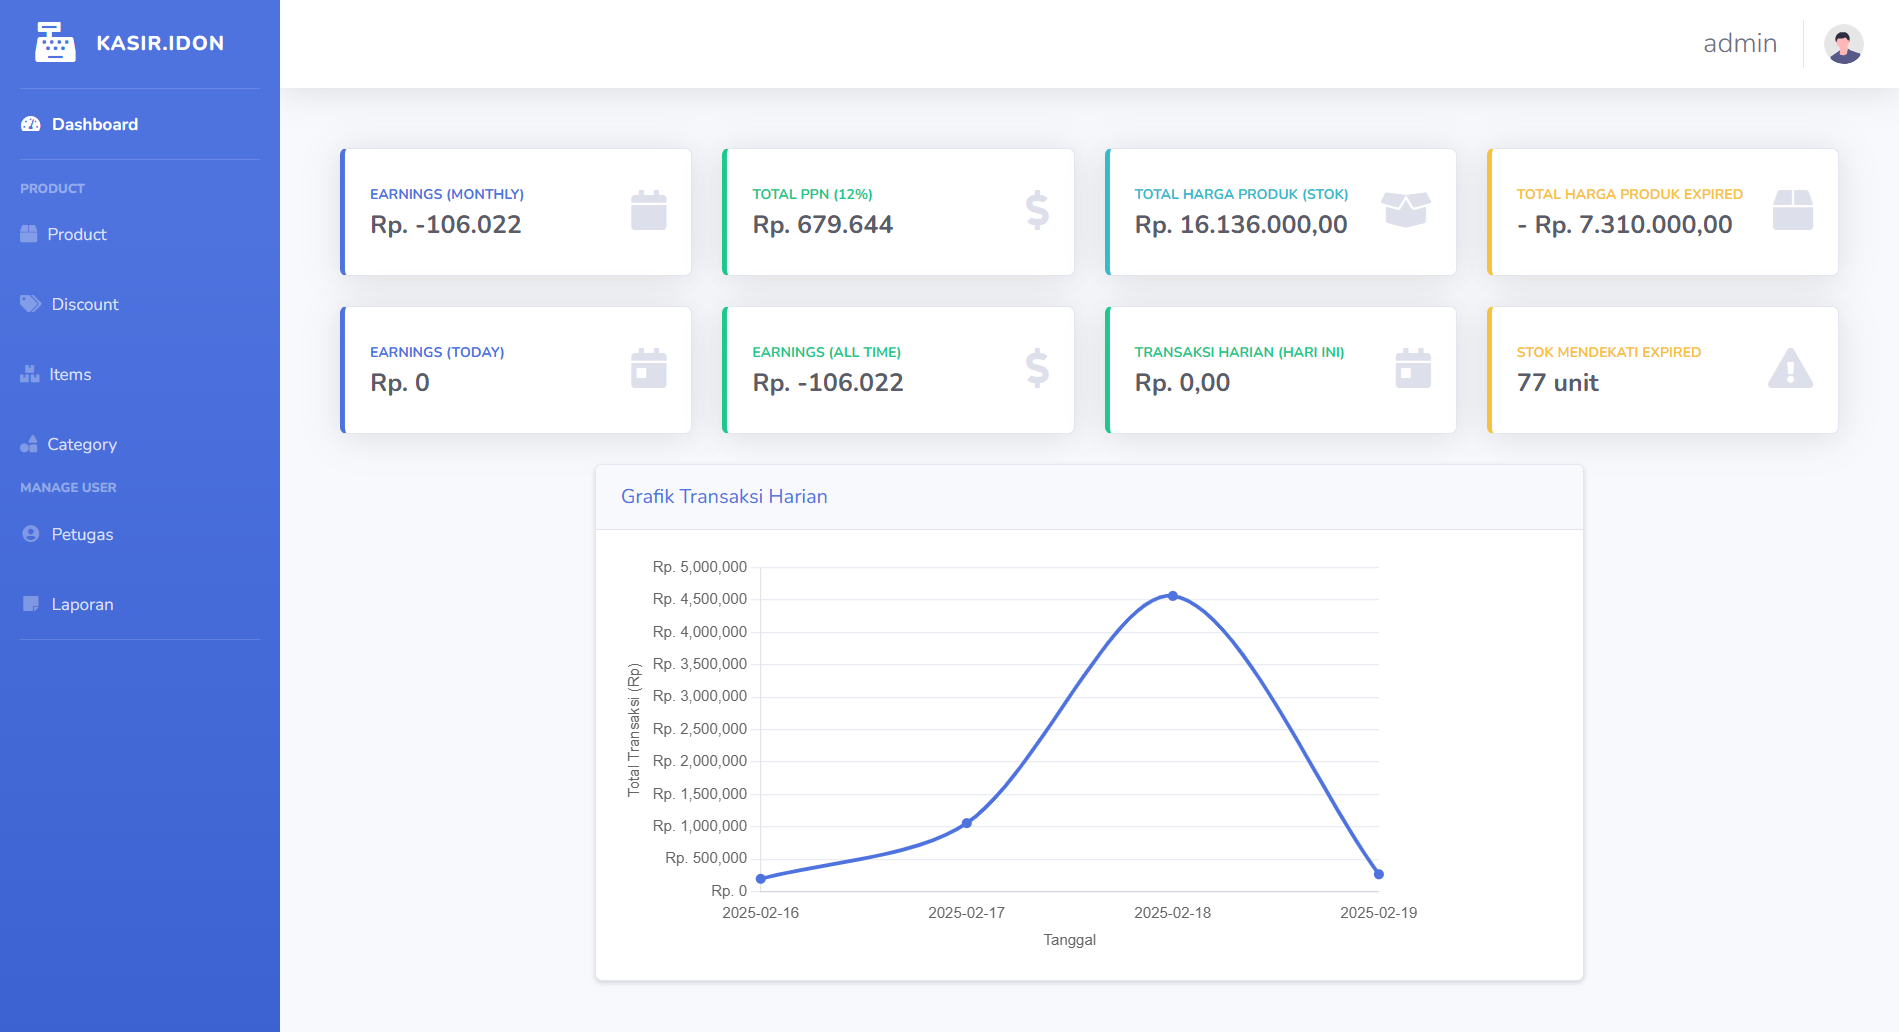 KASIR.IDON
admin
Dashboard
PRODUCT
Product
Discount
Items
Category
MANAGE USER
Petugas
Laporan
EARNINGS (MONTHLY)
Rp. -106.022
TOTAL PPN (12%)
Rp. 679.644
TOTAL HARGA PRODUK (STOK)
Rp. 16.136.000,00
TOTAL HARGA PRODUK EXPIRED
- Rp. 7.310.000,00
EARNINGS (TODAY)
Rp. 0
EARNINGS (ALL TIME)
Rp. -106.022
TRANSAKSI HARIAN (HARI INI)
Rp. 0,00
STOK MENDEKATI EXPIRED
77 unit
Grafik Transaksi Harian
Total Transaksi (Rp)
Rp. 5,000,000
Rp. 4,500,000
Rp. 4,000,000
Rp. 3,500,000
Rp. 3,000,000
Rp. 2,500,000
Rp. 2,000,000
Rp. 1,500,000
Rp. 1,000,000
Rp. 500,000
Rp. 0
2025-02-16
2025-02-17
2025-02-18
2025-02-19
Tanggal